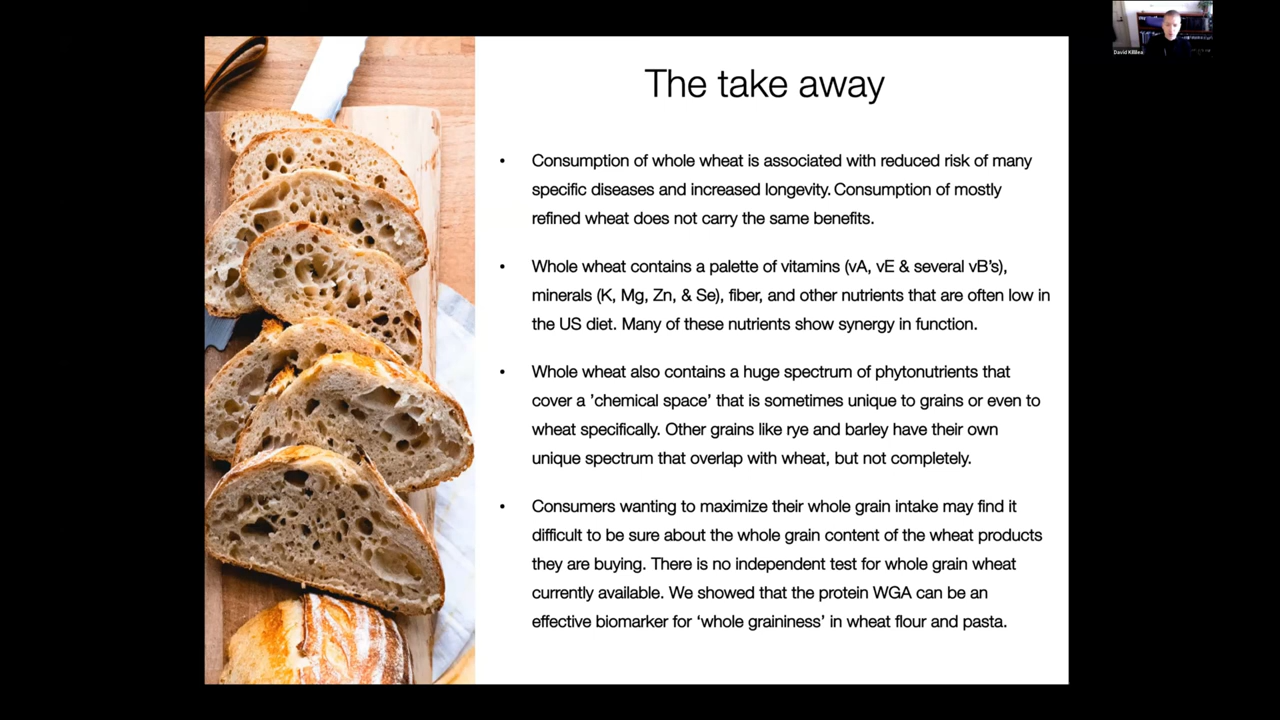 David Killilea
The take away
• Consumption of whole wheat is associated with reduced risk of many
specific diseases and increased longevity. Consumption of mostly
refined wheat does not carry the same benefits.
• Whole wheat contains a palette of vitamins (vA, vE & several vB’s),
minerals (K, Mg, Zn, & Se), fiber, and other nutrients that are often low in
the US diet. Many of these nutrients show synergy in function.
• Whole wheat also contains a huge spectrum of phytonutrients that
cover a ’chemical space’ that is sometimes unique to grains or even to
wheat specifically. Other grains like rye and barley have their own
unique spectrum that overlap with wheat, but not completely.
• Consumers wanting to maximize their whole grain intake may find it
difficult to be sure about the whole grain content of the wheat products
they are buying. There is no independent test for whole grain wheat
currently available. We showed that the protein WGA can be an
effective biomarker for ‘whole graininess’ in wheat flour and pasta.